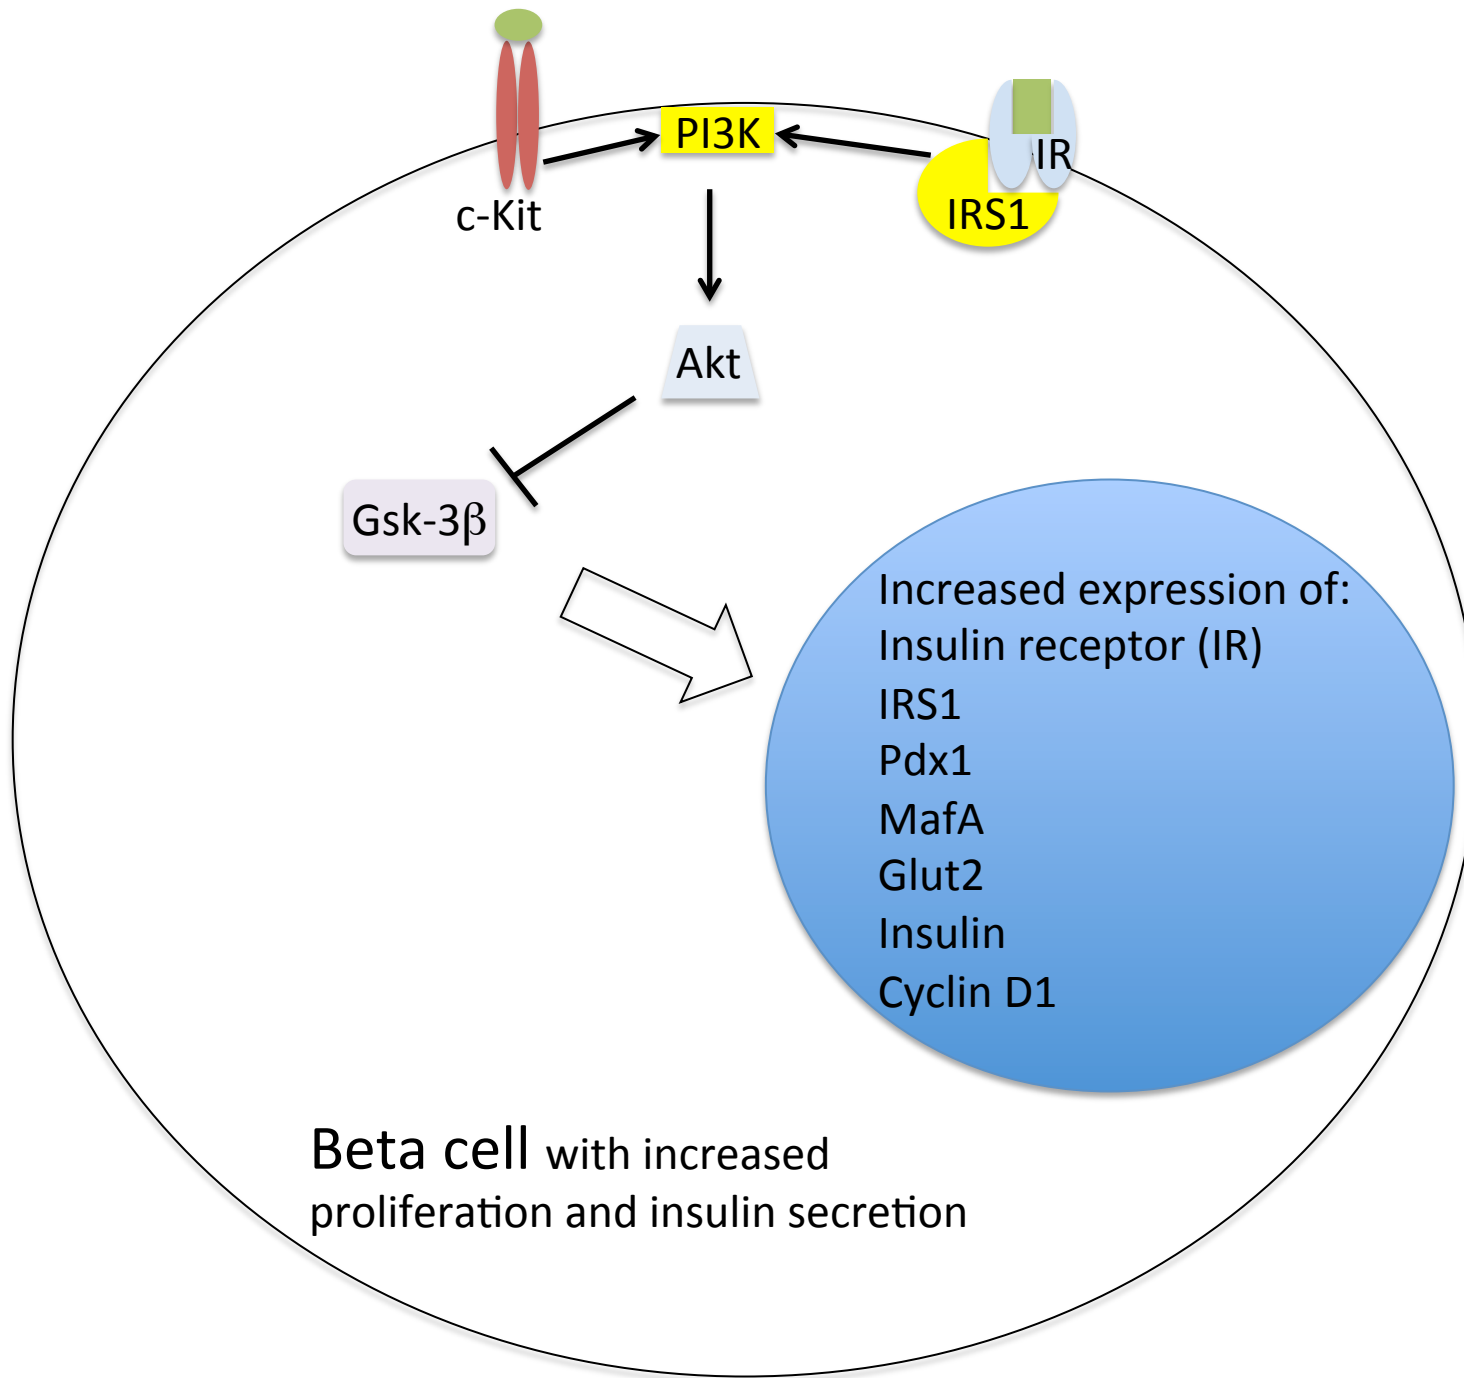 PI3K
IR
c-Kit
IRS1
Akt
Gsk-3β
Increased expression of:
Insulin receptor (IR)
IRS1
Pdx1
MafA
Glut2
Insulin
Cyclin D1
Beta cell with increased
proliferation and insulin secretion